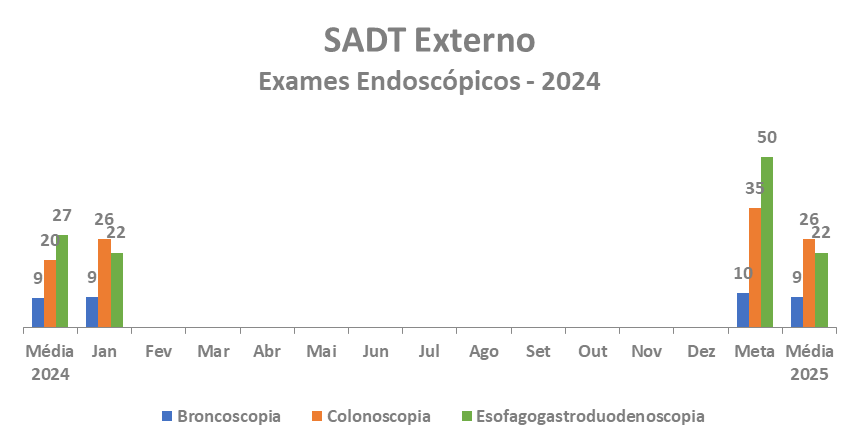 SADT Externo
Exames Endoscópicos - 2024
9 20 27
9 26 22
10 35 50
9 26 22
Média 2024 Jan Fev Mar Abr Mai Jun Jul Ago Set Out Nov Dez Meta Média 2025
Broncoscopia Colonoscopia Esofagogastroduodenoscopia